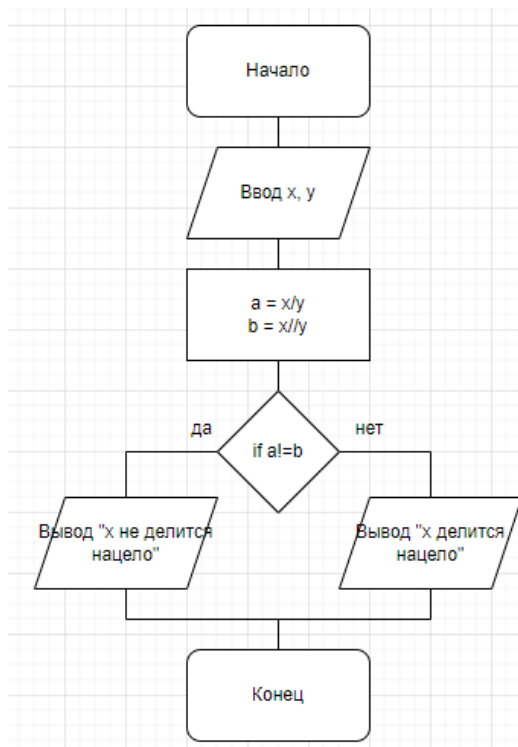 Начало
Ввод x, y
a = x/y
b = x//y
да
нет
if a!=b
Вывод "x не делится
нацело"
Вывод "x делится
нацело"
Конец